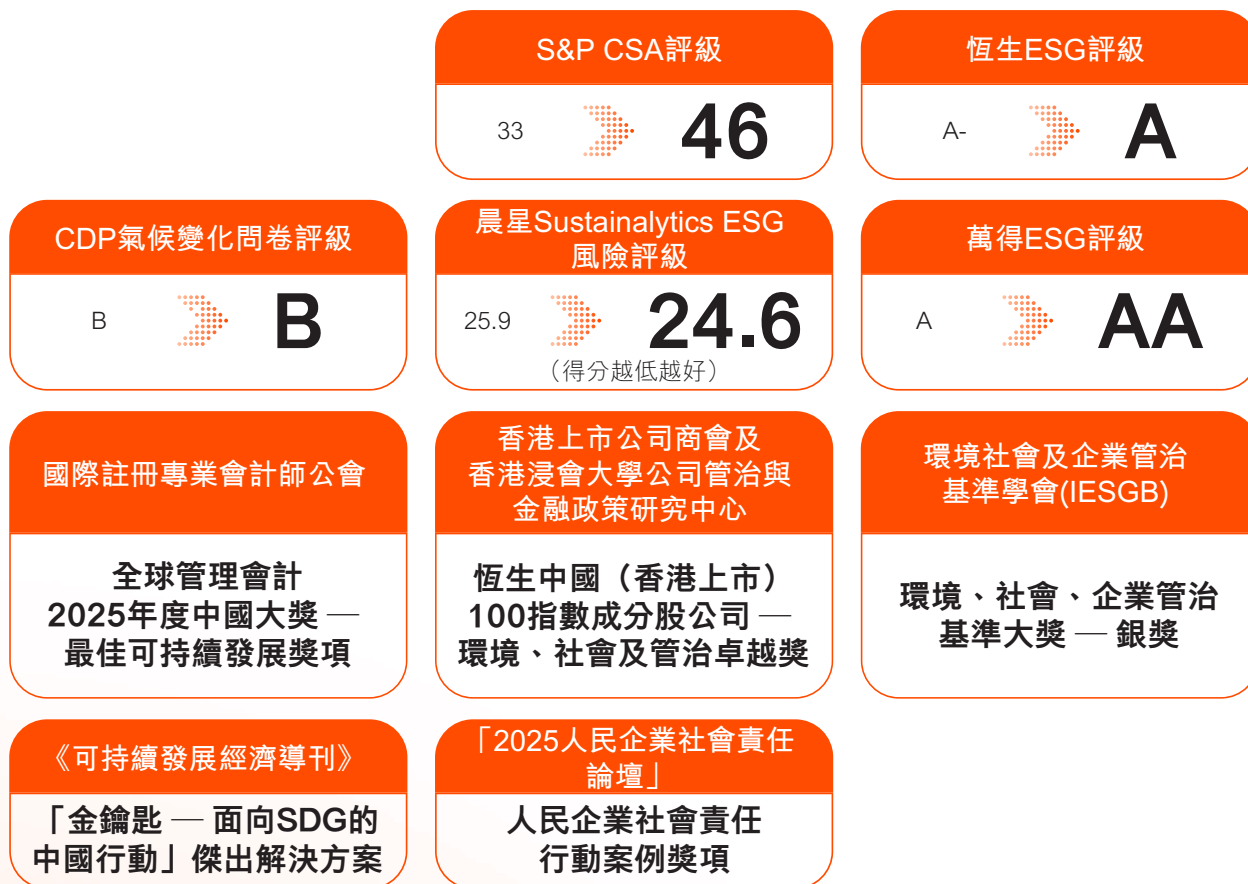 S&P CSA評級
33
46
恆生ESG評級
A-
A
CDP氣候變化問卷評級
B
B
晨星Sustainalytics ESG
風險評級
25.9
24.6
（得分越低越好）
萬得ESG評級
A
AA
國際註冊專業會計師公會
全球管理會計
2025年度中國大獎 —
最佳可持續發展獎項
香港上市公司商會及
香港浸會大學公司管治與
金融政策研究中心
恆生中國（香港上市）
100指數成分股公司 —
環境、社會及管治卓越獎
環境社會及企業管治
基準學會(IESGB)
環境、社會、企業管治
基準大獎 — 銀獎
《可持續發展經濟導刊》
「金鑰匙 — 面向SDG的
中國行動」傑出解決方案
「2025人民企業社會責任
論壇」
人民企業社會責任
行動案例獎項